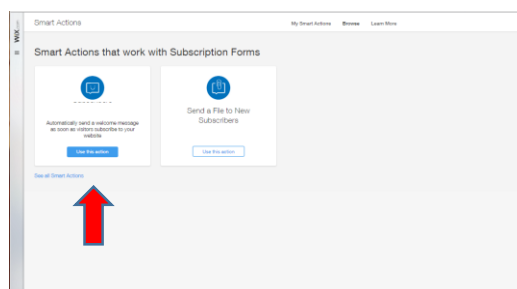 WiX.com
Smart Actions
My Smart Actions
Browse
Learn More
Smart Actions that work with Subscription Forms
Automatically send a welcome message
as soon as visitors subscribe to your
website
Use this action
Send a File to New
Subscribers
Use this action
See all Smart Actions